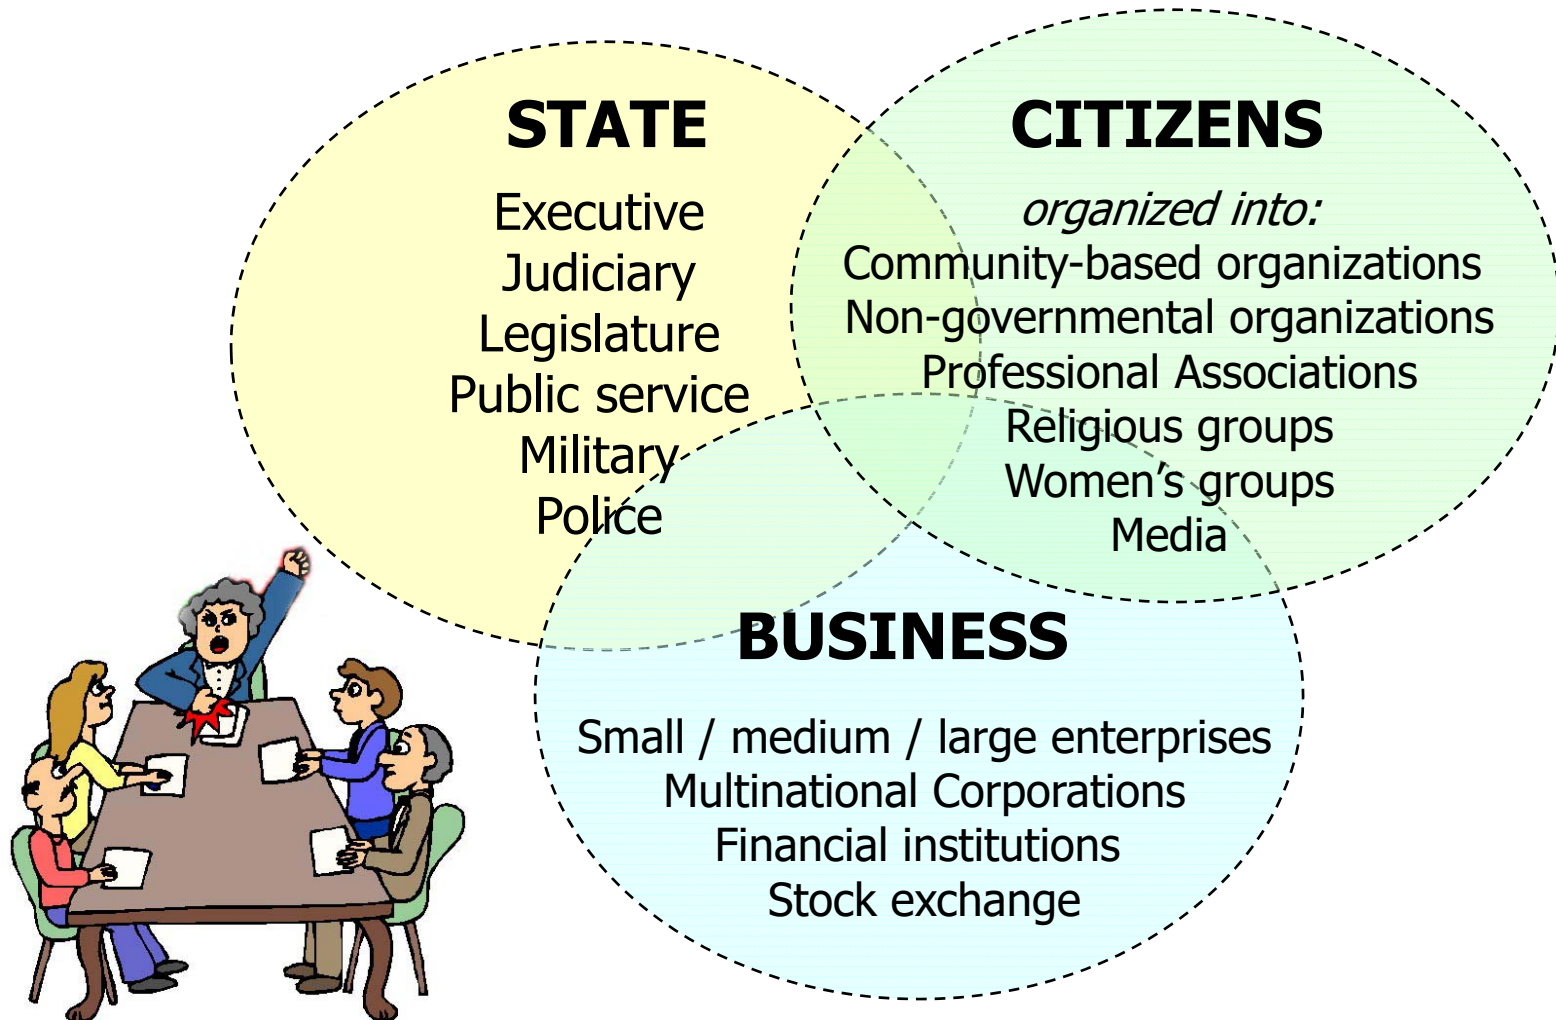 STATE
Executive
Judiciary
Legislature
Public service
Military
Police
CITIZENS
organized into:
Community-based organizations
Non-governmental organizations
Professional Associations
Religious groups
Women’s groups
Media
BUSINESS
Small / medium / large enterprises
Multinational Corporations
Financial institutions
Stock exchange